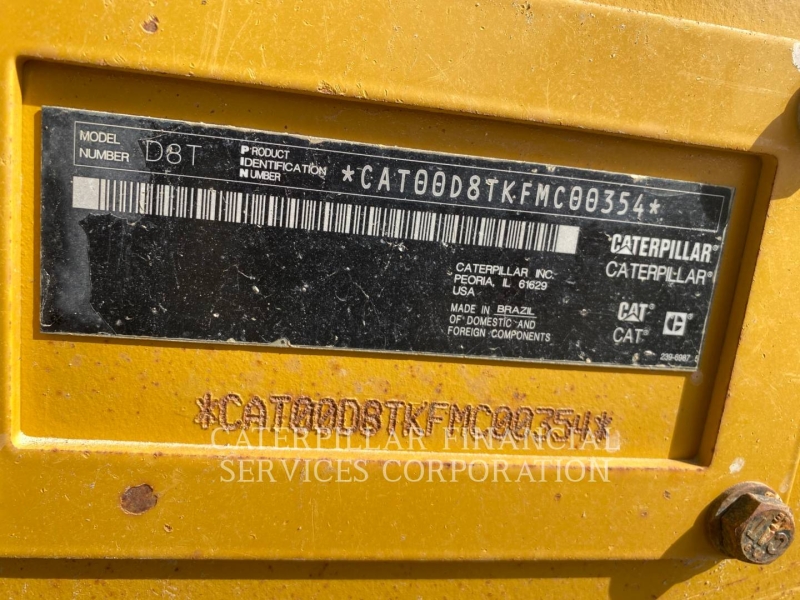 MODEL NUMBER D8T PRODUCT IDENTIFICATION NUMBER *CAT00D8TKFMC00354*
CATERPILLAR®
CATERPILLAR®
CATERPILLAR INC.
PEORIA, IL 61629
USA
MADE IN BRAZIL
OF DOMESTIC AND
FOREIGN COMPONENTS
CAT®
CAT®
239-6987
*CAT00D8TKFMC00354*
CATERPILLAR FINANCIAL
SERVICES CORPORATION